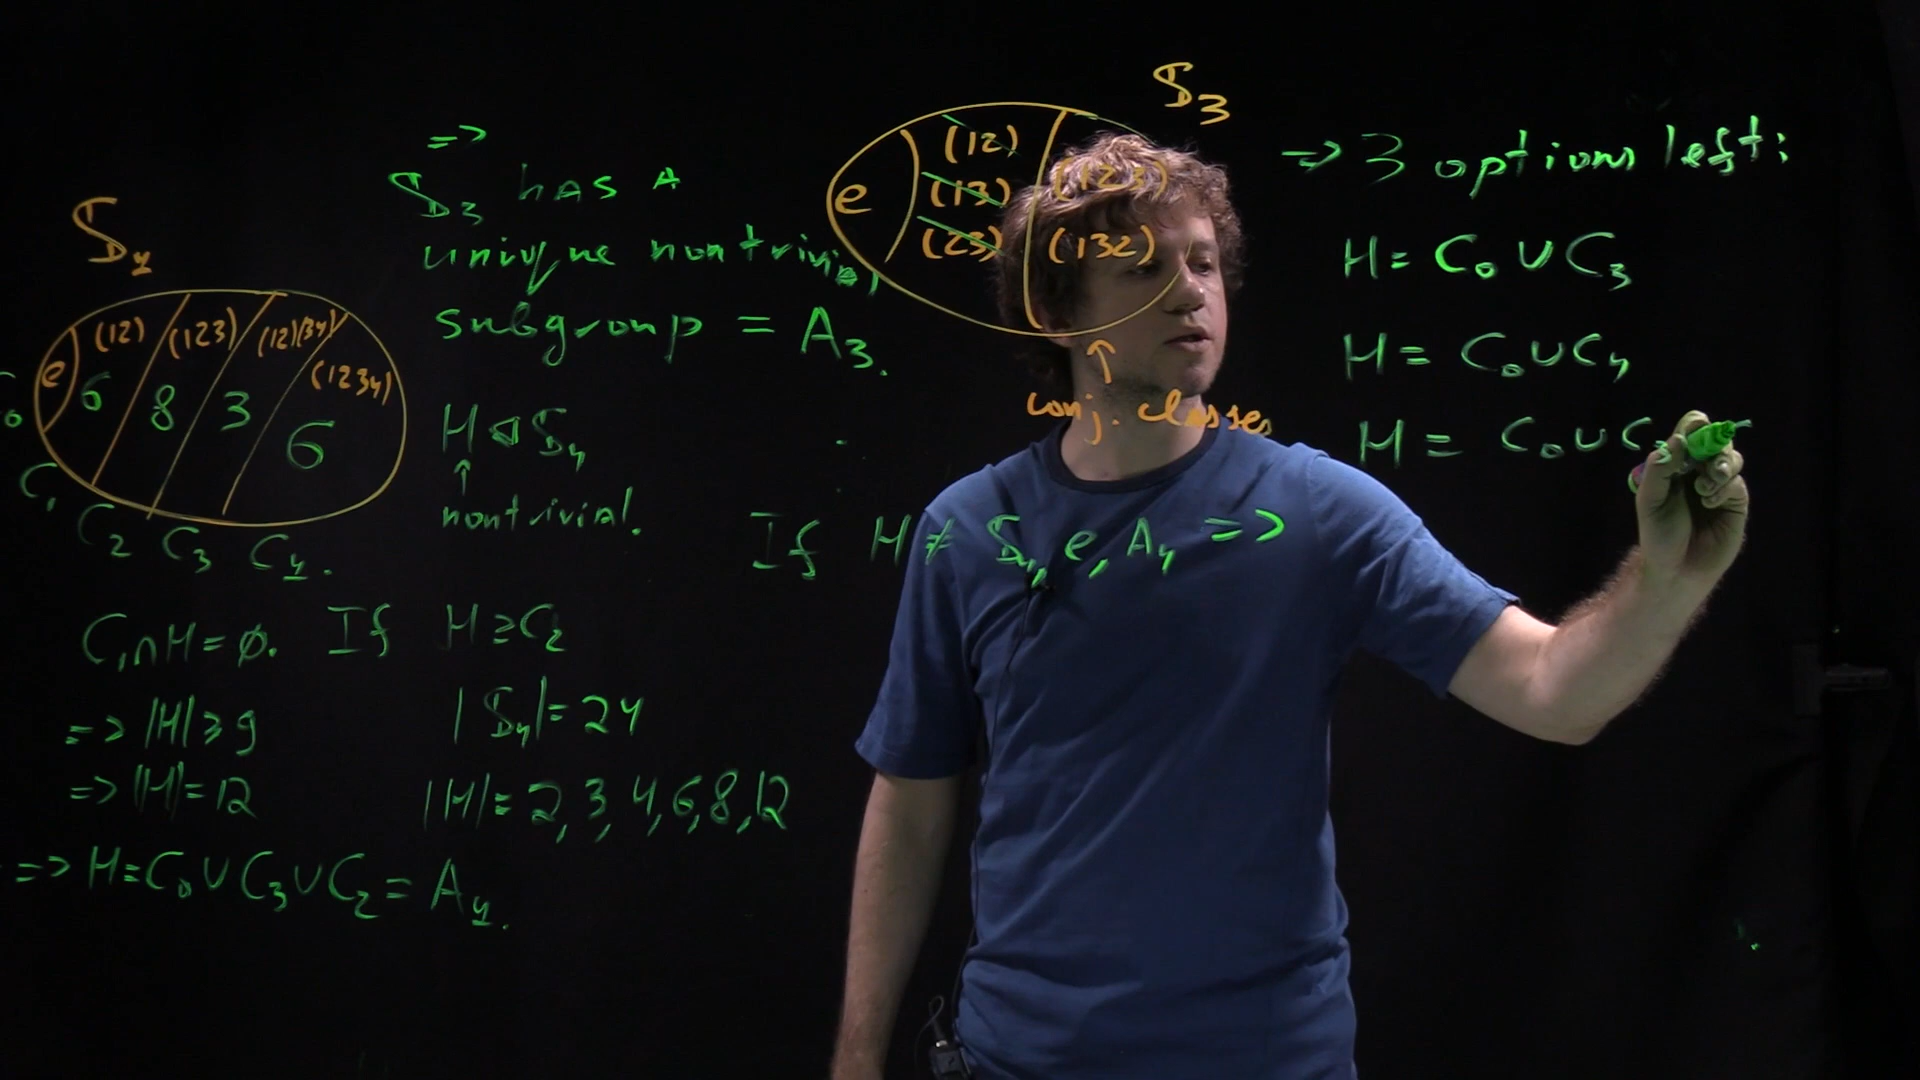 S₄
e
(12)
(123)
(12)(34)
(1234)
6
8
3
6
C₁
C₂ C₃ C₄.
C₁∩H=∅. If H⊇C₂
=> |H|≥9
|S₄|=24
=> |H|=12
|H|=2,3,4,6,8,12
=> H=C₀∪C₃∪C₂=A₄.
=>
S₃ has a
unique nontrivial
subgroup = A₃.
H ◁ S₄
↑
nontrivial.
S₃
e
(12)
(13)
(23)
(123)
(132)
↑
conj. classes
If H ≠ S₄, e, A₄ =>
=> 3 options left:
H = C₀∪C₃
H = C₀∪C₄
H = C₀∪C